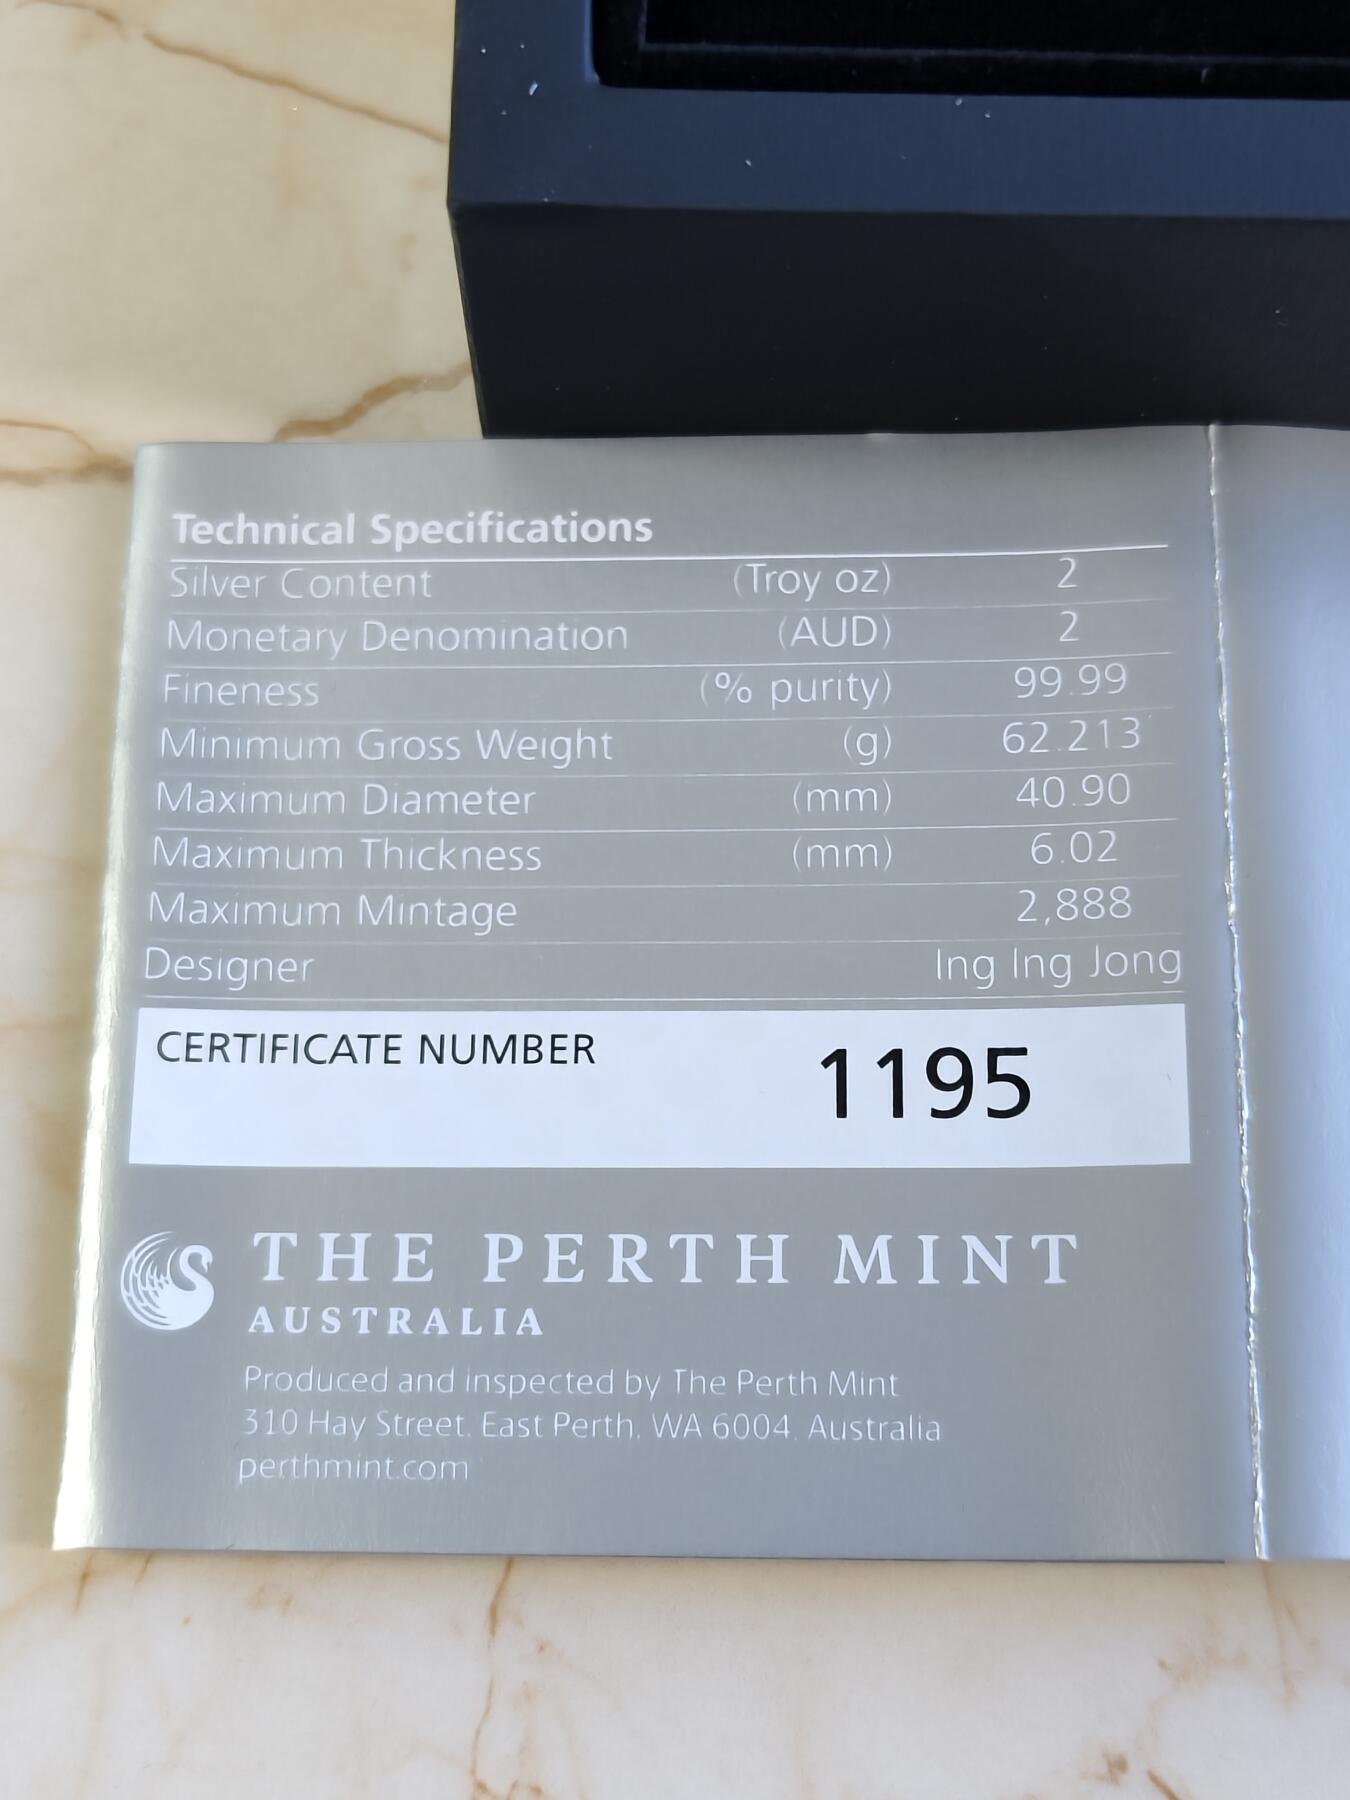 Technical Specifications
Silver Content (Troy oz) 2
Monetary Denomination (AUD) 2
Fineness (% purity) 99.99
Minimum Gross Weight (g) 62.213
Maximum Diameter (mm) 40.90
Maximum Thickness (mm) 6.02
Maximum Mintage 2,888
Designer Ing Ing Jong
CERTIFICATE NUMBER 1195
THE PERTH MINT
AUSTRALIA
Produced and inspected by The Perth Mint
310 Hay Street, East Perth, WA 6004, Australia
perthmint.com